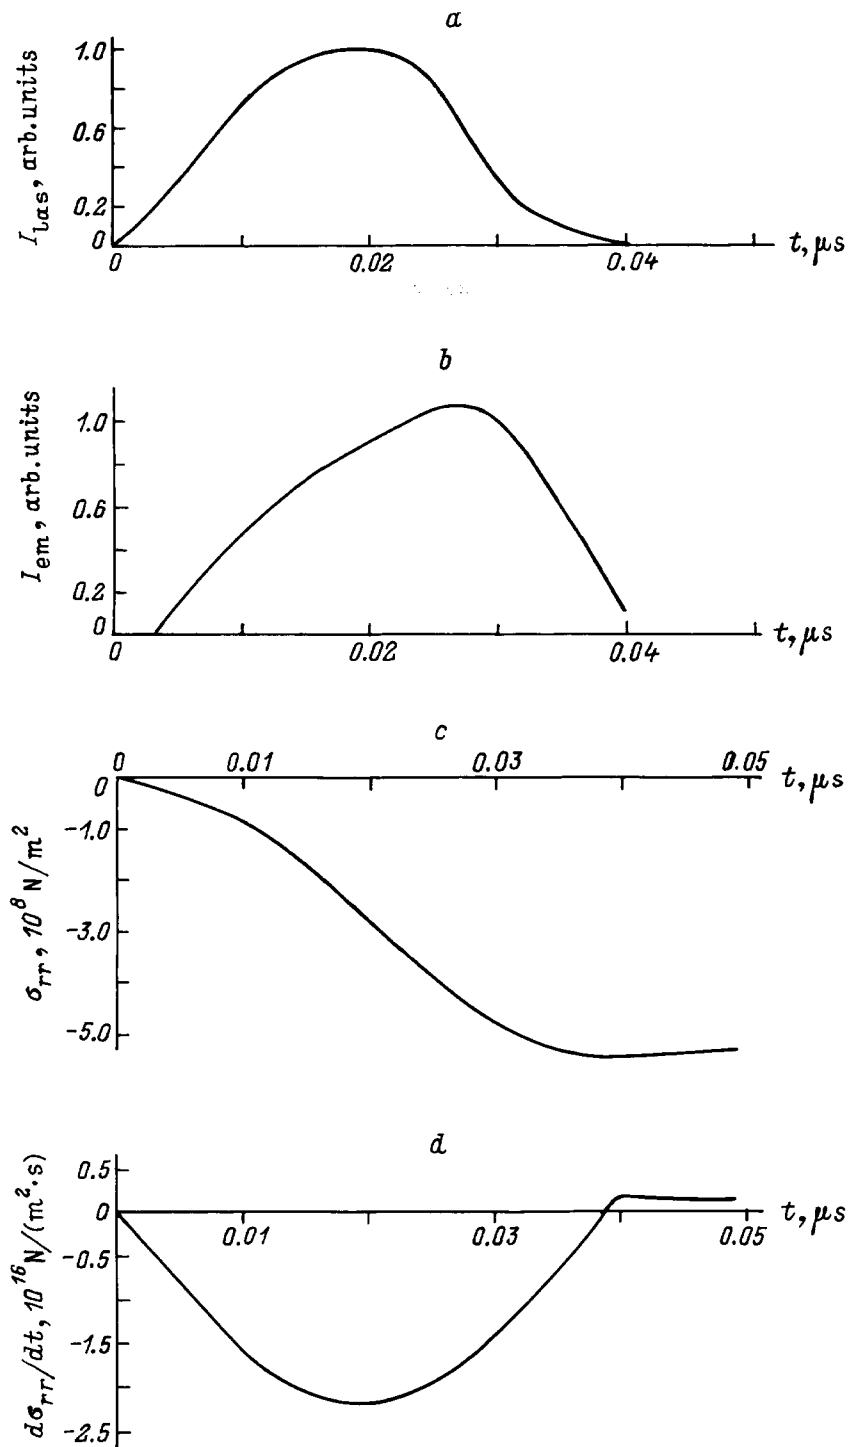 a
I_las, arb.units
1.0
0.6
0.2
0
0
0.02
0.04
t, μs
b
I_em, arb.units
1.0
0.6
0.2
0
0
0.02
0.04
t, μs
c
0
0.01
0.03
0.05
t, μs
σ_rr, 10^8 N/m^2
0
-1.0
-3.0
-5.0
d
dσ_rr/dt, 10^16 N/(m^2·s)
0.5
0
-0.5
-1.5
-2.5
0.01
0.03
0.05
t, μs